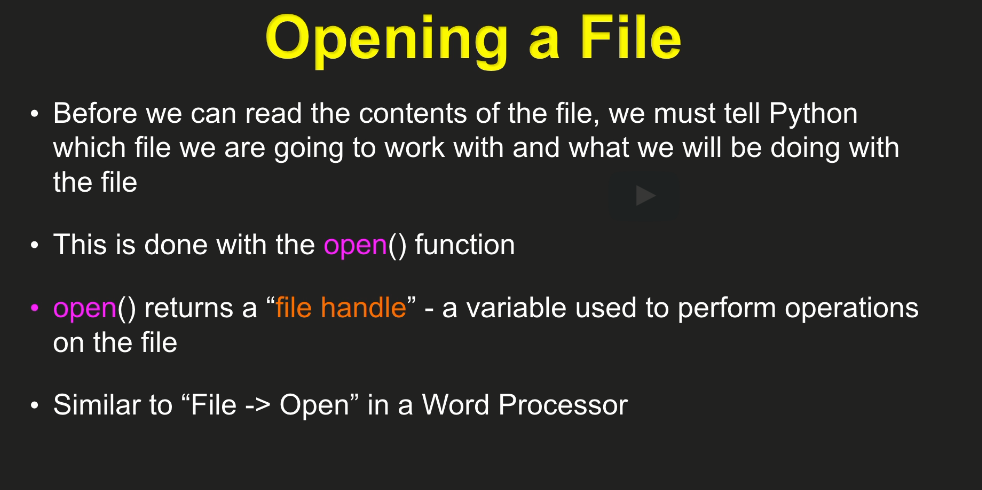 Opening a File
• Before we can read the contents of the file, we must tell Python
which file we are going to work with and what we will be doing with
the file
• This is done with the open() function
• open() returns a “file handle” - a variable used to perform operations
on the file
• Similar to “File -> Open” in a Word Processor